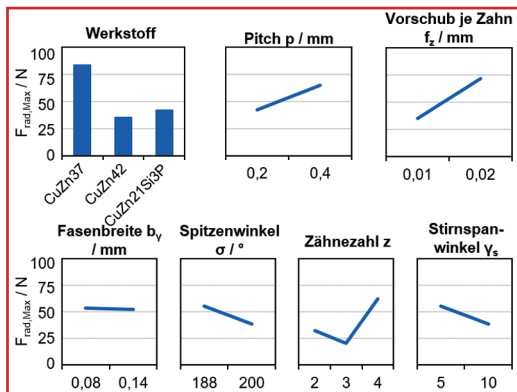 Werkstoff
Pitch p / mm
Vorschub je Zahn
f_z / mm
F_rad,Max / N
100
75
50
25
0
CuZn37
CuZn42
CuZn21Si3P
0,2 0,4
0,01 0,02
Fasenbreite b_γ
/ mm
Spitzenwinkel
σ / °
Zähnezahl z
Stirnspan-
winkel γ_s
F_rad,Max / N
100
75
50
25
0
0,08 0,14
188 200
2 3 4
5 10